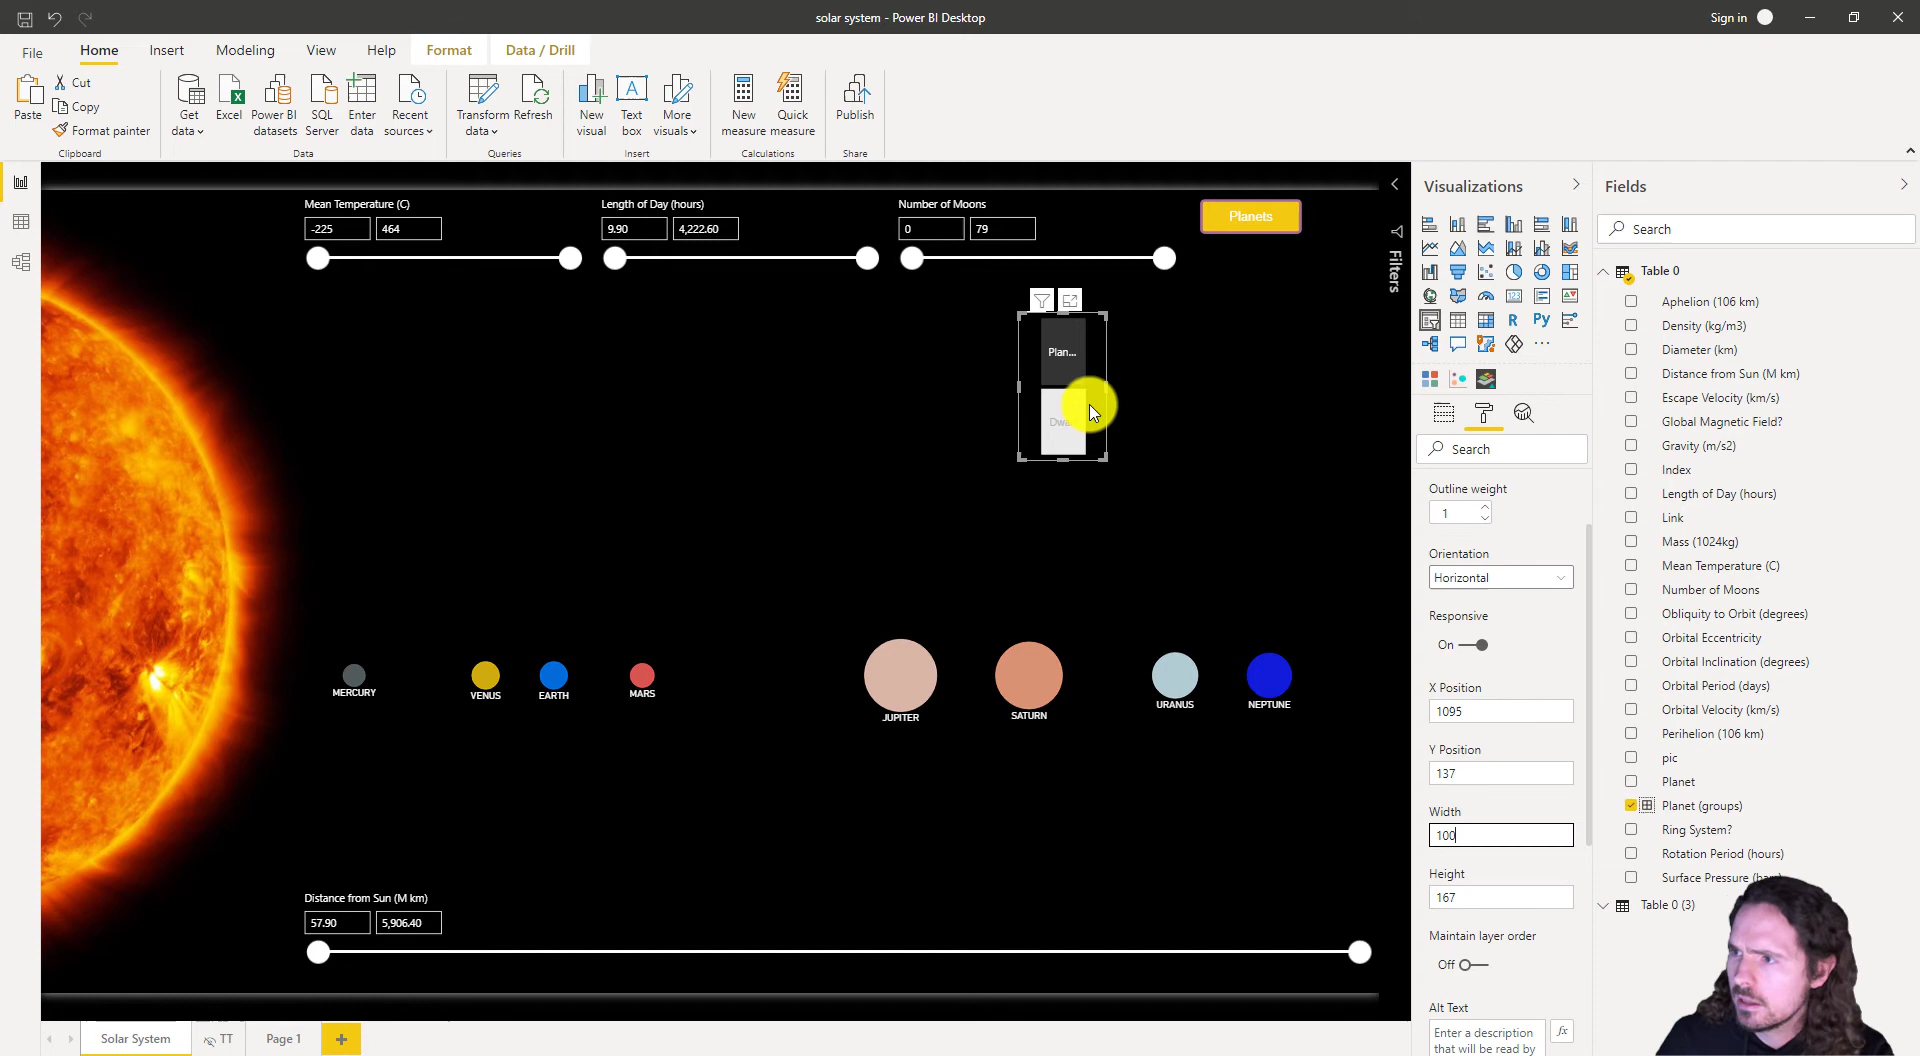 solar system - Power BI Desktop
Sign in
File
Home
Insert
Modeling
View
Help
Format
Data / Drill
Paste
Cut
Copy
Format painter
Clipboard
Get data
Excel
Power BI datasets
SQL Server
Enter data
Recent sources
Data
Transform data
Refresh
Queries
New visual
Text box
More visuals
Insert
New measure
Quick measure
Calculations
Publish
Share
Mean Temperature (C)
-225
464
Length of Day (hours)
9.90
4,222.60
Number of Moons
0
79
Planets
Plan...
MERCURY
VENUS
EARTH
MARS
JUPITER
SATURN
URANUS
NEPTUNE
Distance from Sun (M km)
57.90
5,906.40
Solar System
TT
Page 1
Filters
Visualizations
R
Py
Search
Outline weight
1
Orientation
Horizontal
Responsive
On
X Position
1095
Y Position
137
Width
100
Height
167
Maintain layer order
Off
Alt Text
Enter a description
that will be read by
fx
Fields
Search
Table 0
Aphelion (106 km)
Density (kg/m3)
Diameter (km)
Distance from Sun (M km)
Escape Velocity (km/s)
Global Magnetic Field?
Gravity (m/s2)
Index
Length of Day (hours)
Link
Mass (1024kg)
Mean Temperature (C)
Number of Moons
Obliquity to Orbit (degrees)
Orbital Eccentricity
Orbital Inclination (degrees)
Orbital Period (days)
Orbital Velocity (km/s)
Perihelion (106 km)
pic
Planet
Planet (groups)
Ring System?
Rotation Period (hours)
Surface Pressure
Table 0 (3)